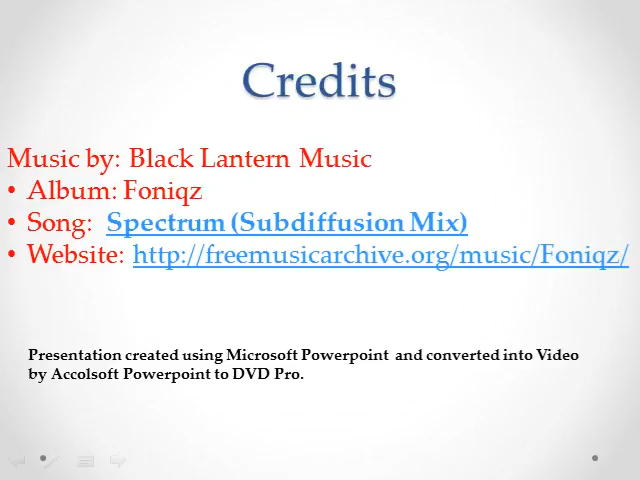 Credits
Music by: Black Lantern Music
• Album: Foniqz
• Song: Spectrum (Subdiffusion Mix)
• Website: http://freemusicarchive.org/music/Foniqz/
Presentation created using Microsoft Powerpoint and converted into Video
by Accolsoft Powerpoint to DVD Pro.